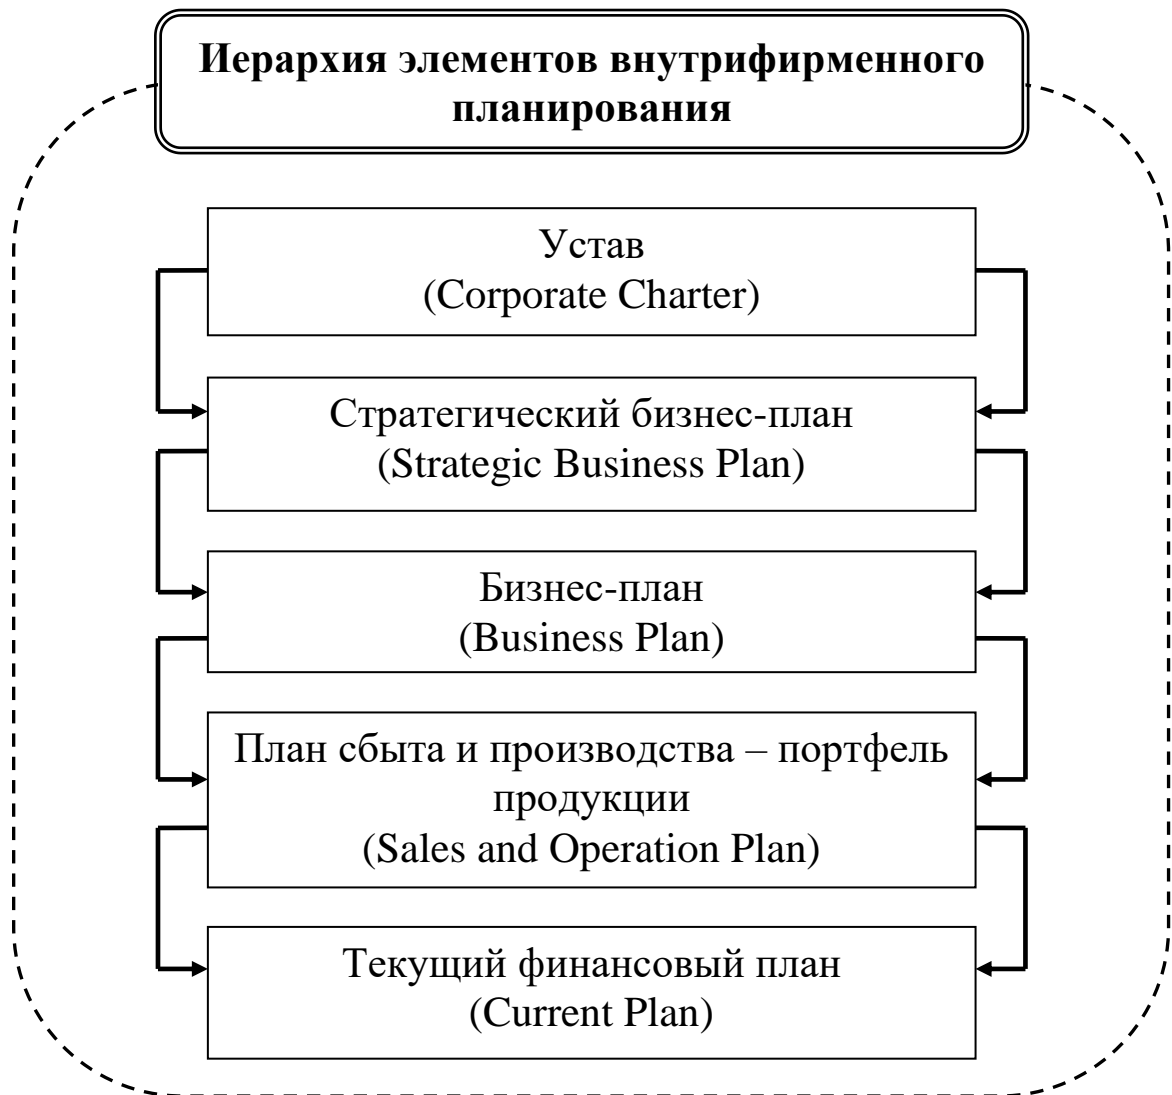 Иерархия элементов внутрифирменного
планирования
Устав
(Corporate Charter)
Стратегический бизнес-план
(Strategic Business Plan)
Бизнес-план
(Business Plan)
План сбыта и производства – портфель
продукции
(Sales and Operation Plan)
Текущий финансовый план
(Current Plan)